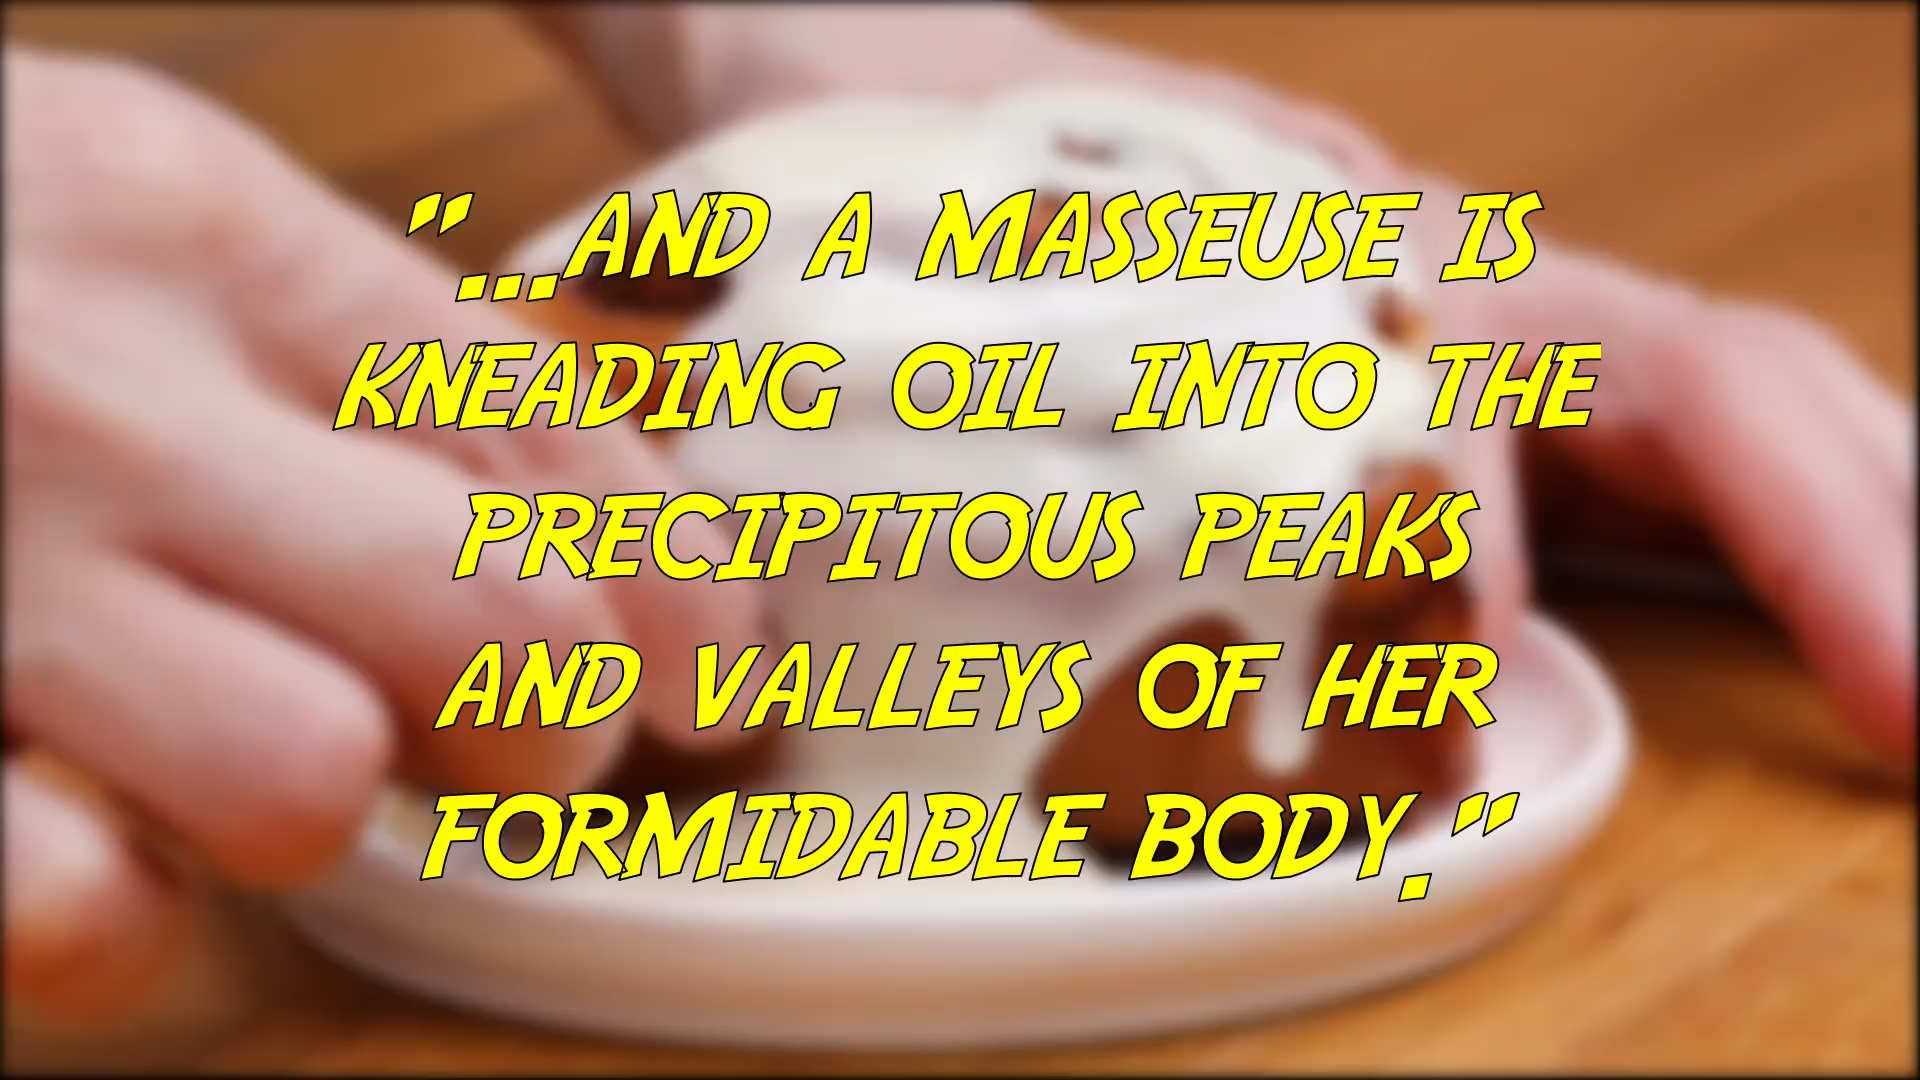 "...AND A MASSEUSE IS
KNEADING OIL INTO THE
PRECIPITOUS PEAKS
AND VALLEYS OF HER
FORMIDABLE BODY."